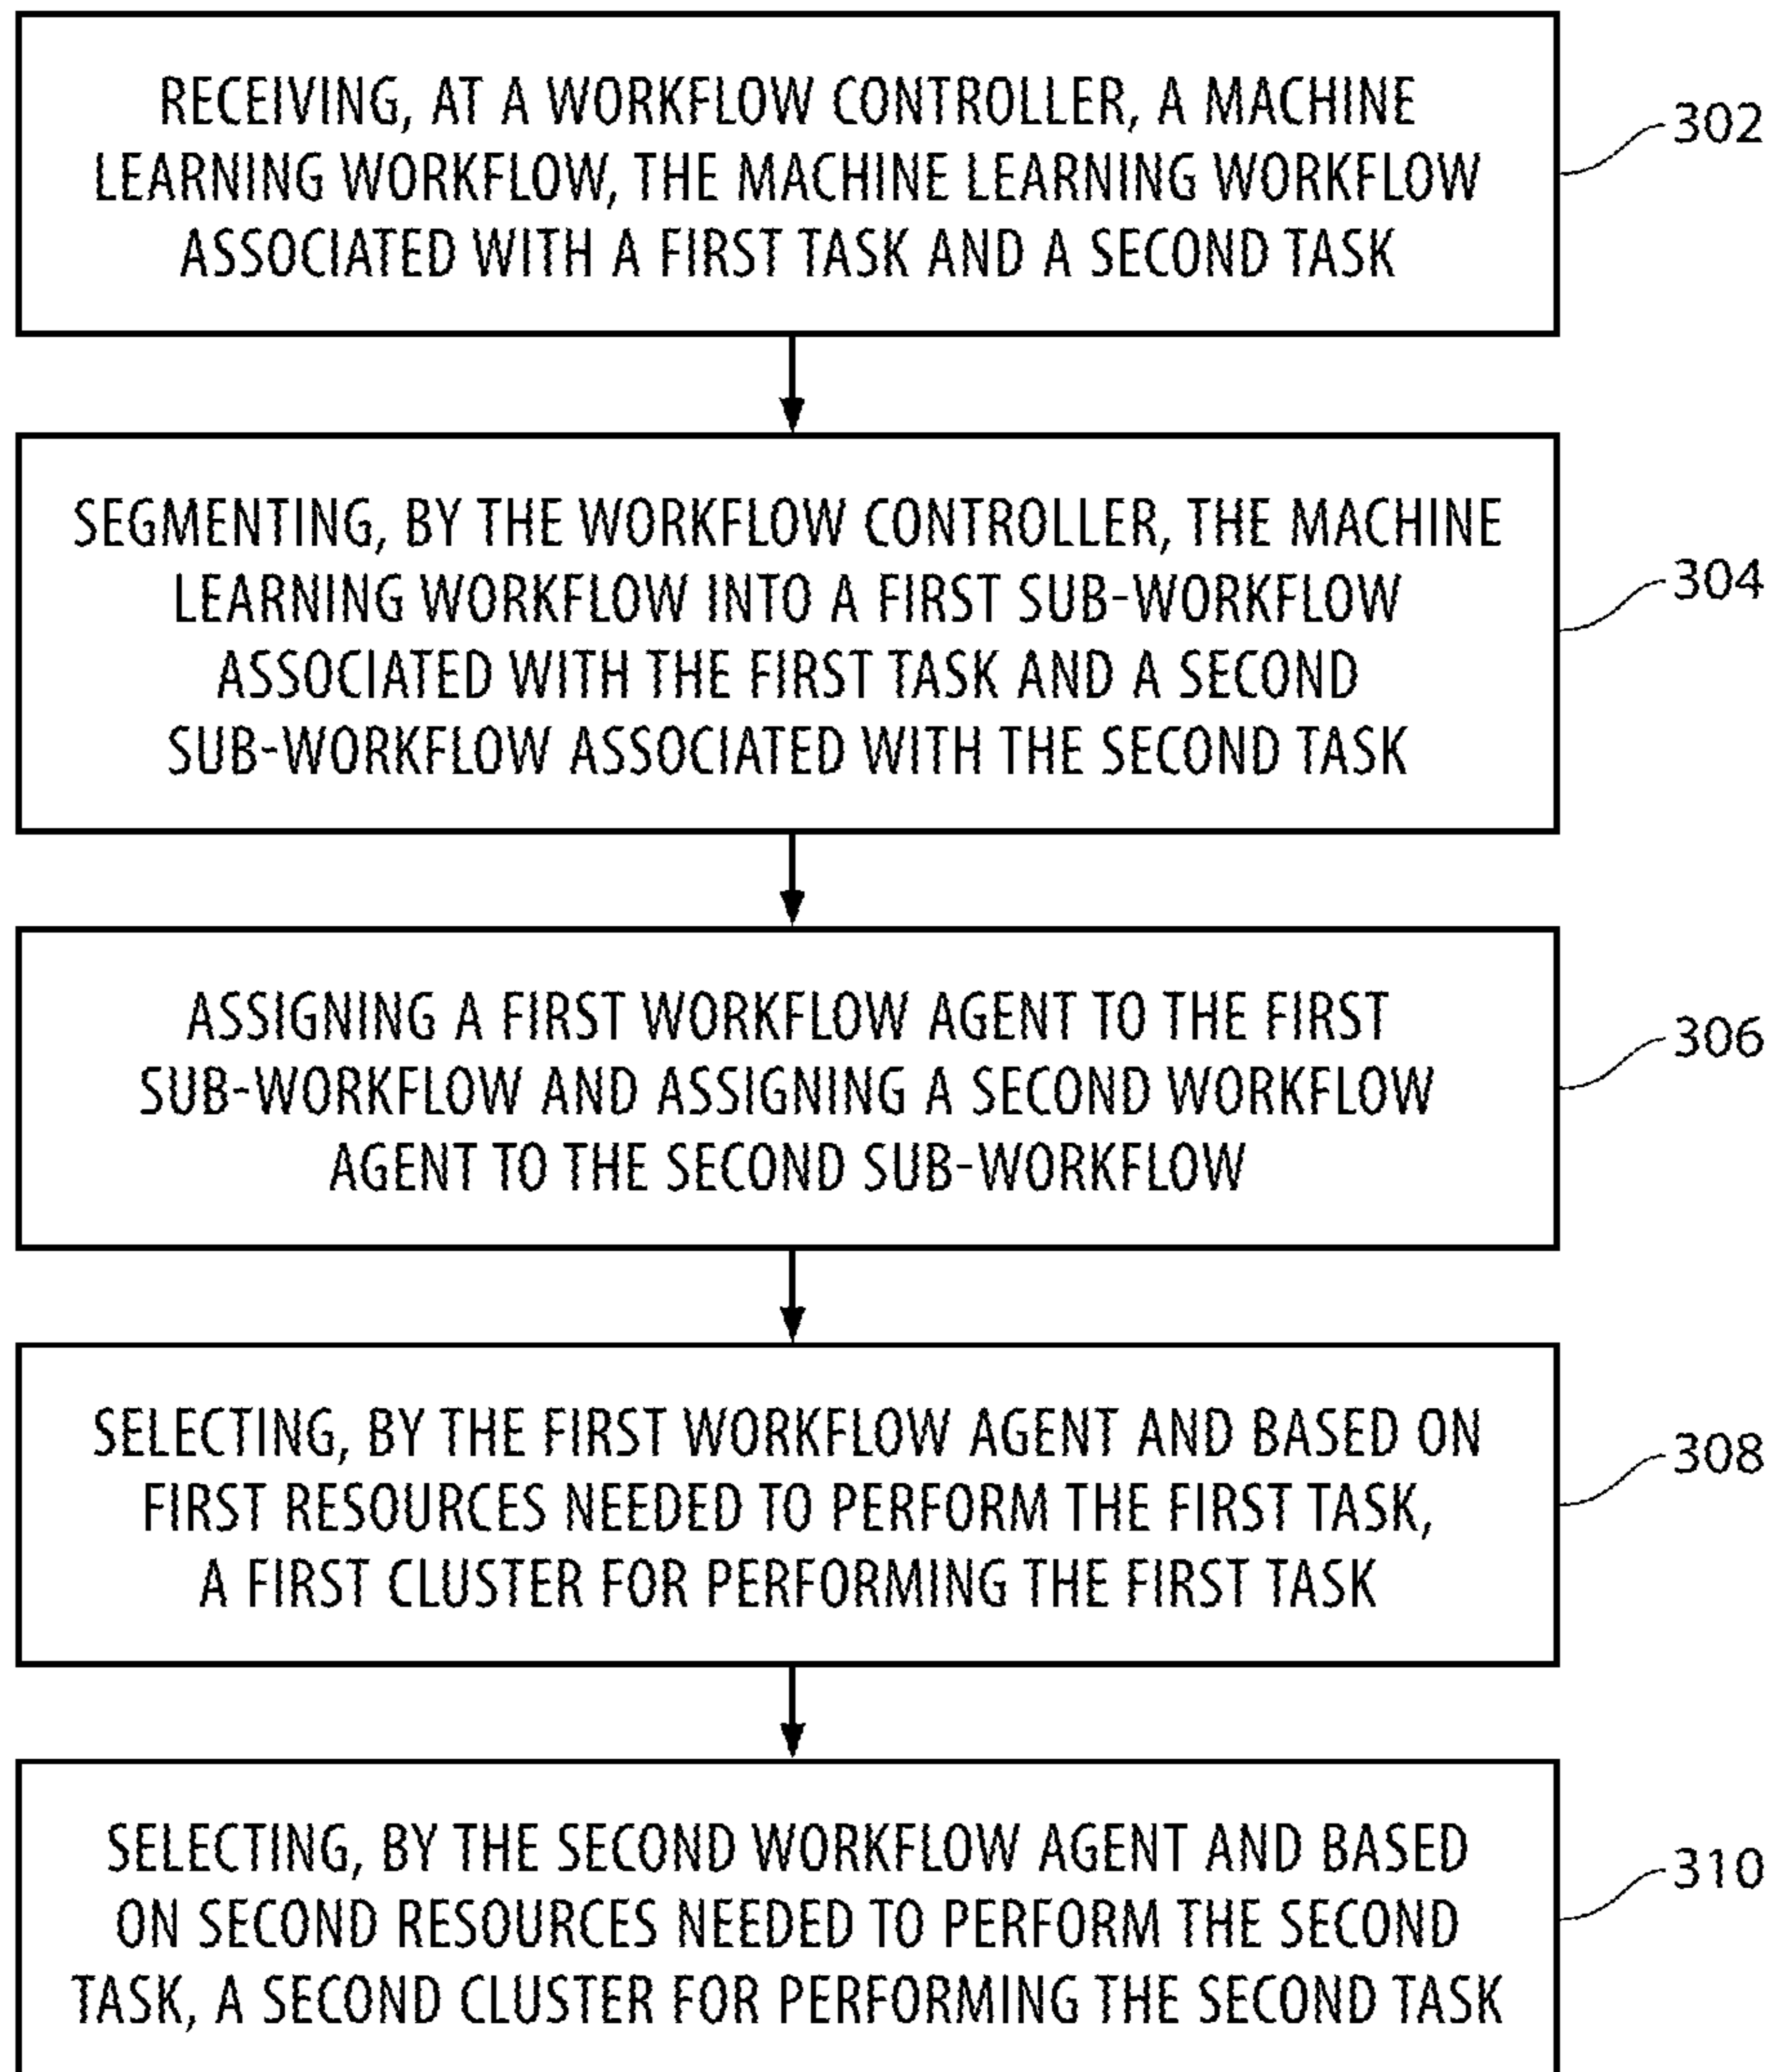 RECEIVING, AT A WORKFLOW CONTROLLER, A MACHINE
LEARNING WORKFLOW, THE MACHINE LEARNING WORKFLOW
ASSOCIATED WITH A FIRST TASK AND A SECOND TASK
302
SEGMENTING, BY THE WORKFLOW CONTROLLER, THE MACHINE
LEARNING WORKFLOW INTO A FIRST SUB-WORKFLOW
ASSOCIATED WITH THE FIRST TASK AND A SECOND
SUB-WORKFLOW ASSOCIATED WITH THE SECOND TASK
304
ASSIGNING A FIRST WORKFLOW AGENT TO THE FIRST
SUB-WORKFLOW AND ASSIGNING A SECOND WORKFLOW
AGENT TO THE SECOND SUB-WORKFLOW
306
SELECTING, BY THE FIRST WORKFLOW AGENT AND BASED ON
FIRST RESOURCES NEEDED TO PERFORM THE FIRST TASK,
A FIRST CLUSTER FOR PERFORMING THE FIRST TASK
308
SELECTING, BY THE SECOND WORKFLOW AGENT AND BASED
ON SECOND RESOURCES NEEDED TO PERFORM THE SECOND
TASK, A SECOND CLUSTER FOR PERFORMING THE SECOND TASK
310